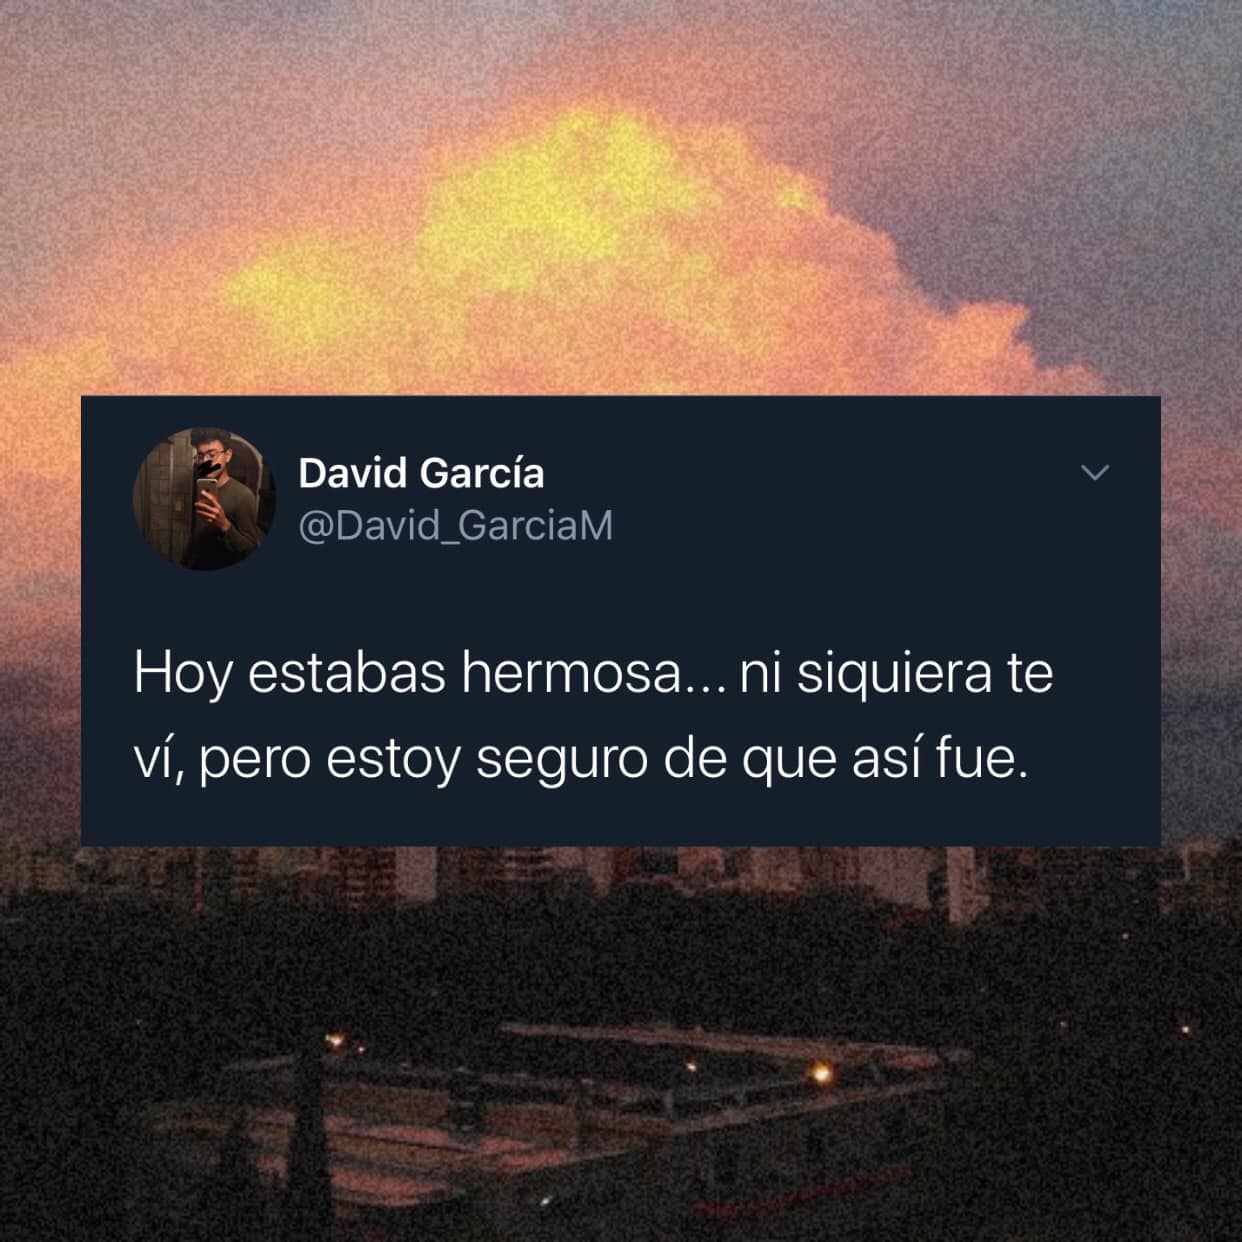 David García
@David_GarciaM
Hoy estabas hermosa... ni siquiera te
ví, pero estoy seguro de que así fue.